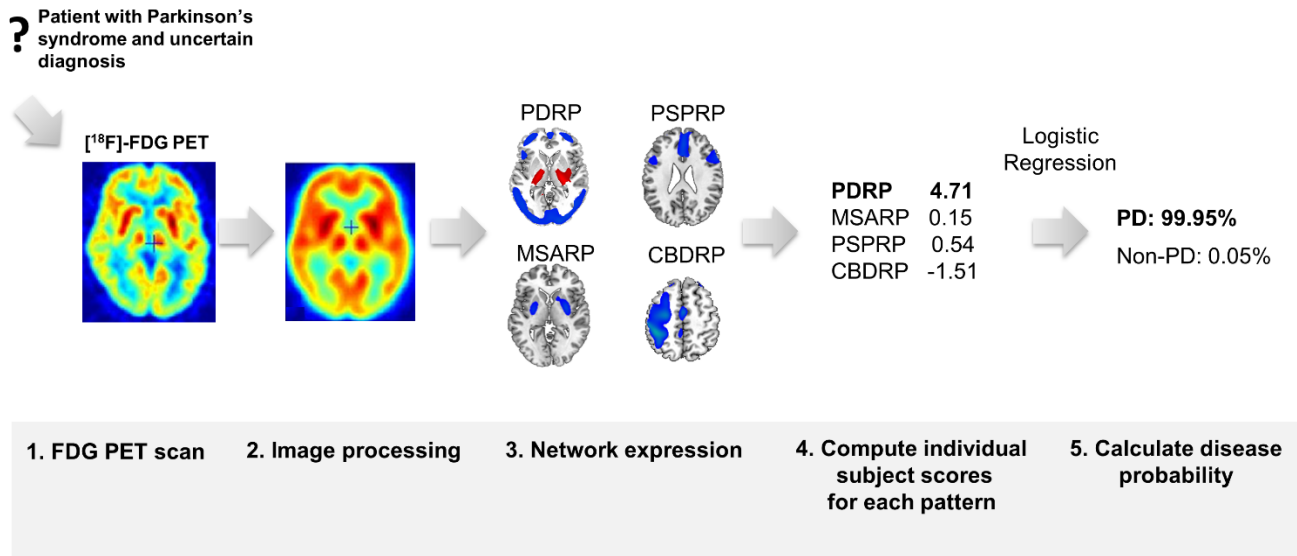 ?
Patient with Parkinson's
syndrome and uncertain
diagnosis
[¹⁸F]-FDG PET
PDRP
PSPRP
MSARP
CBDRP
PDRP 4.71
MSARP 0.15
PSPRP 0.54
CBDRP -1.51
Logistic
Regression
PD: 99.95%
Non-PD: 0.05%
1. FDG PET scan
2. Image processing
3. Network expression
4. Compute individual
subject scores
for each pattern
5. Calculate disease
probability